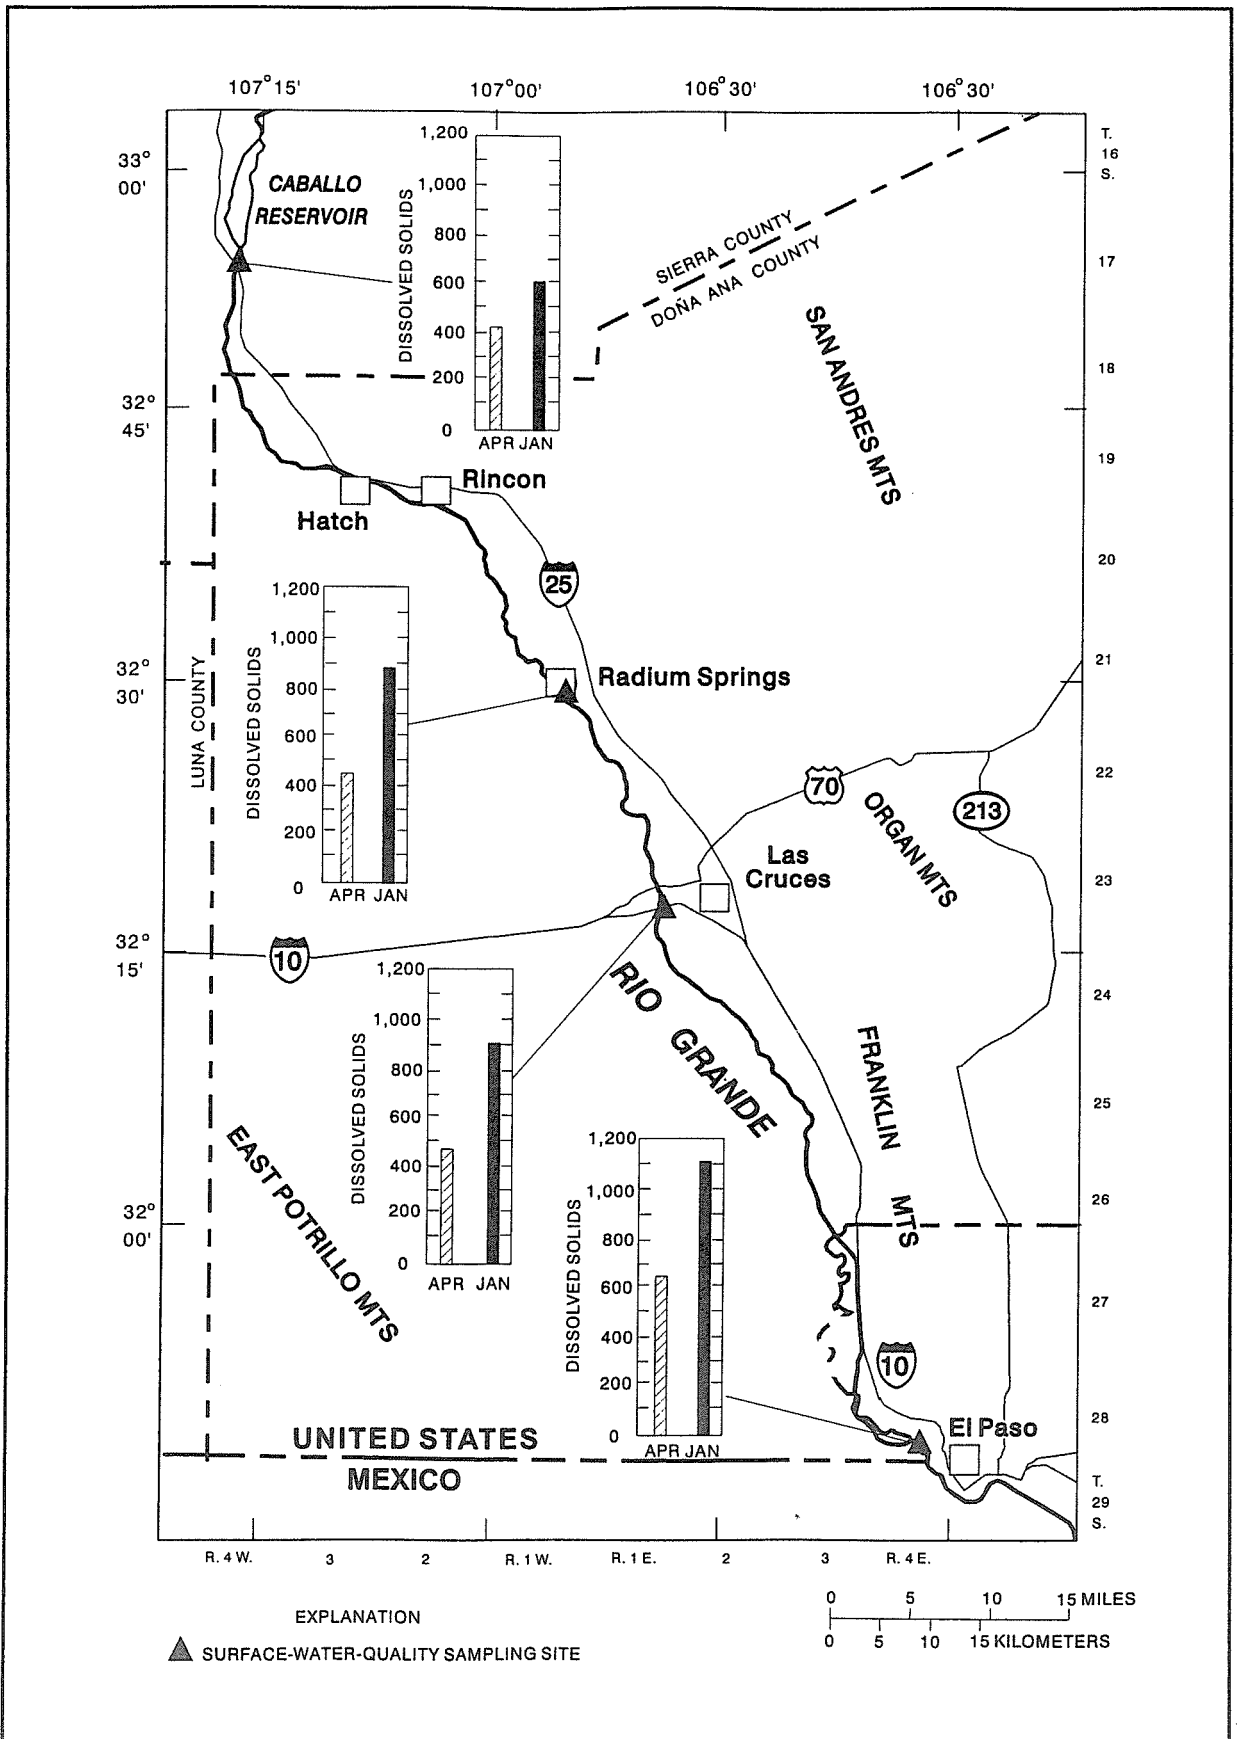 107°15' 107°00' 106°30' 106°30'
33°
00'
32°
45'
32°
30'
32°
15'
32°
00'
T.
16
S.
17
18
19
20
21
22
23
24
25
26
27
28
T.
29
S.
CABALLO
RESERVOIR
DISSOLVED SOLIDS
1,200
1,000
800
600
400
200
0
APR JAN
SIERRA COUNTY
DOÑA ANA COUNTY
SAN ANDRES MTS
Rincon
Hatch
25
LUNA COUNTY
DISSOLVED SOLIDS
1,200
1,000
800
600
400
200
0
APR JAN
Radium Springs
70
213
ORGAN MTS
Las
Cruces
10
RIO GRANDE
DISSOLVED SOLIDS
1,200
1,000
800
600
400
200
0
APR JAN
FRANKLIN MTS
EAST POTRILLO MTS
DISSOLVED SOLIDS
1,200
1,000
800
600
400
200
0
APR JAN
10
El Paso
UNITED STATES
MEXICO
R. 4 W. 3 2 R. 1 W. R. 1 E. 2 3 R. 4 E.
0 5 10 15 MILES
0 5 10 15 KILOMETERS
EXPLANATION
SURFACE-WATER-QUALITY SAMPLING SITE